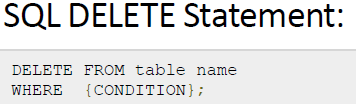 SQL DELETE Statement:
DELETE FROM table name
WHERE {CONDITION};